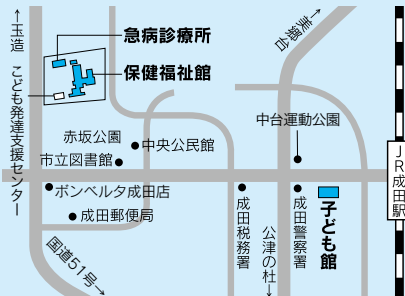 ←玉造
こども発達支援センター
急病診療所
保健福祉館
→美郷台
赤坂公園
中央公民館
市立図書館
中台運動公園
ボンベルタ成田店
成田郵便局
成田税務署
成田警察署
子ども館
JR成田駅
国道51号→
公津の杜→